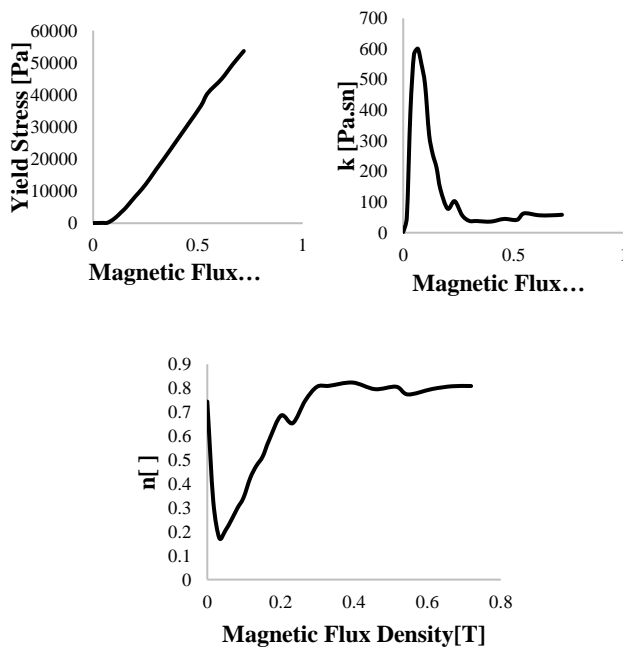 Yield Stress [Pa]
60000
50000
40000
30000
20000
10000
0
0 0.5 1
Magnetic Flux…
k [Pa.sn]
700
600
500
400
300
200
100
0
0 0.5 1
Magnetic Flux…
n[ ]
0.9
0.8
0.7
0.6
0.5
0.4
0.3
0.2
0.1
0
0 0.2 0.4 0.6 0.8
Magnetic Flux Density[T]